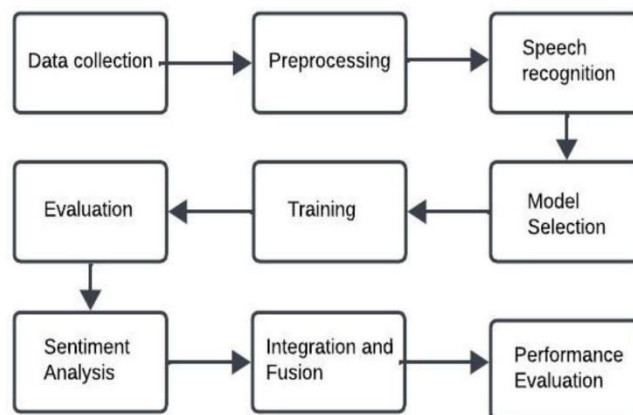 Data collection
Preprocessing
Speech
recognition
Model
Selection
Training
Evaluation
Sentiment
Analysis
Integration and
Fusion
Performance
Evaluation